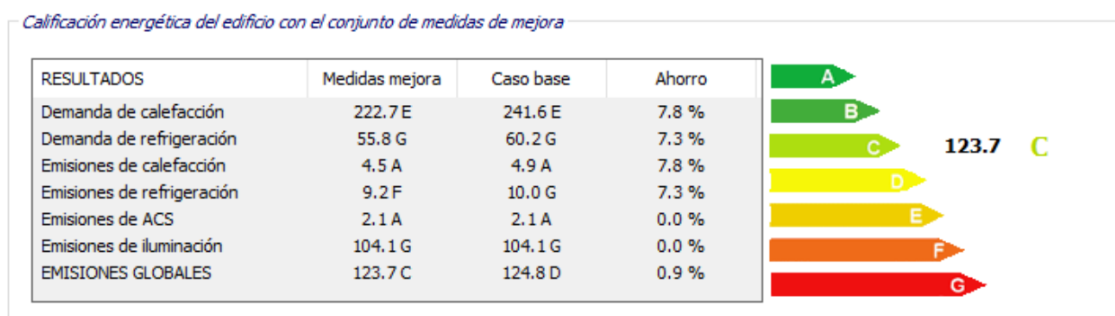 Calificación energética del edificio con el conjunto de medidas de mejora
RESULTADOS Medidas mejora Caso base Ahorro
Demanda de calefacción 222.7 E 241.6 E 7.8 %
Demanda de refrigeración 55.8 G 60.2 G 7.3 %
Emisiones de calefacción 4.5 A 4.9 A 7.8 %
Emisiones de refrigeración 9.2 F 10.0 G 7.3 %
Emisiones de ACS 2.1 A 2.1 A 0.0 %
Emisiones de iluminación 104.1 G 104.1 G 0.0 %
EMISIONES GLOBALES 123.7 C 124.8 D 0.9 %
A
B
C 123.7 C
D
E
F
G